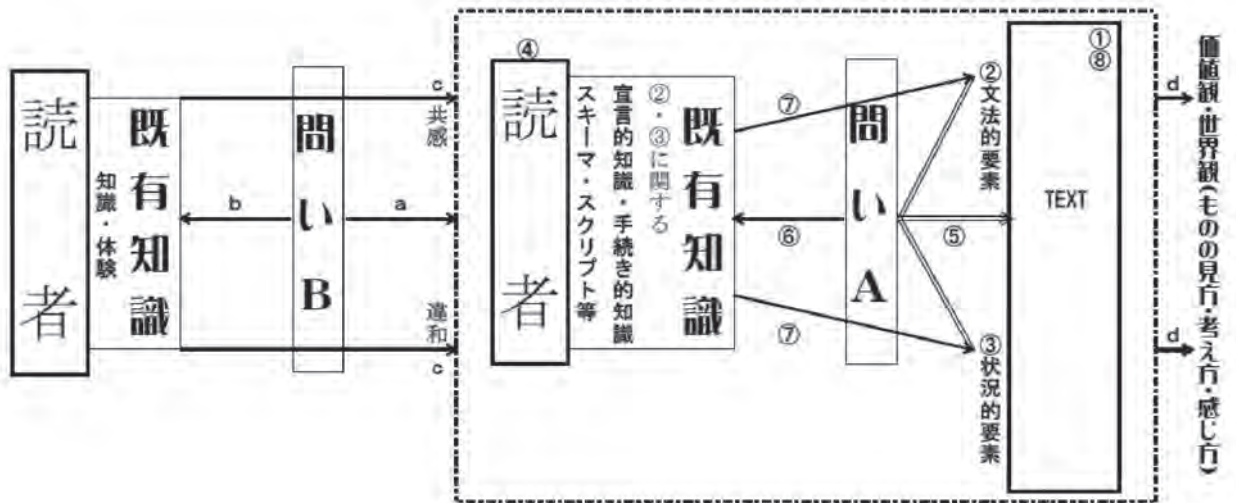 読者
既有知識
知識・体験
問いB
a
b
c
共感
違和
c
④
読者
既有知識
②・③に関する
宣言的知識・手続き的知識
スキーマ・スクリプト等
⑦
⑥
⑦
問いA
⑤
②文法的要素
③状況的要素
①
⑧
TEXT
d
d
価値観・世界観(ものの見方・考え方・感じ方)